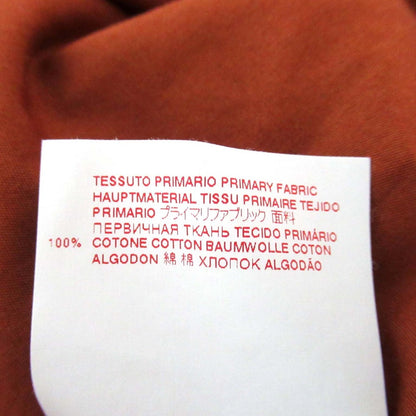 TESSUTO PRIMARIO PRIMARY FABRIC
HAUPTMATERIAL TISSU PRIMAIRE TEJIDO
PRIMARIO プライマリファブリック 面料
ПЕРВИЧНАЯ ТКАНЬ TECIDO PRIMÁRIO
100% COTONE COTTON BAUMWOLLE COTON
ALGODON 綿 棉 ХЛОПОК ALGODÃO